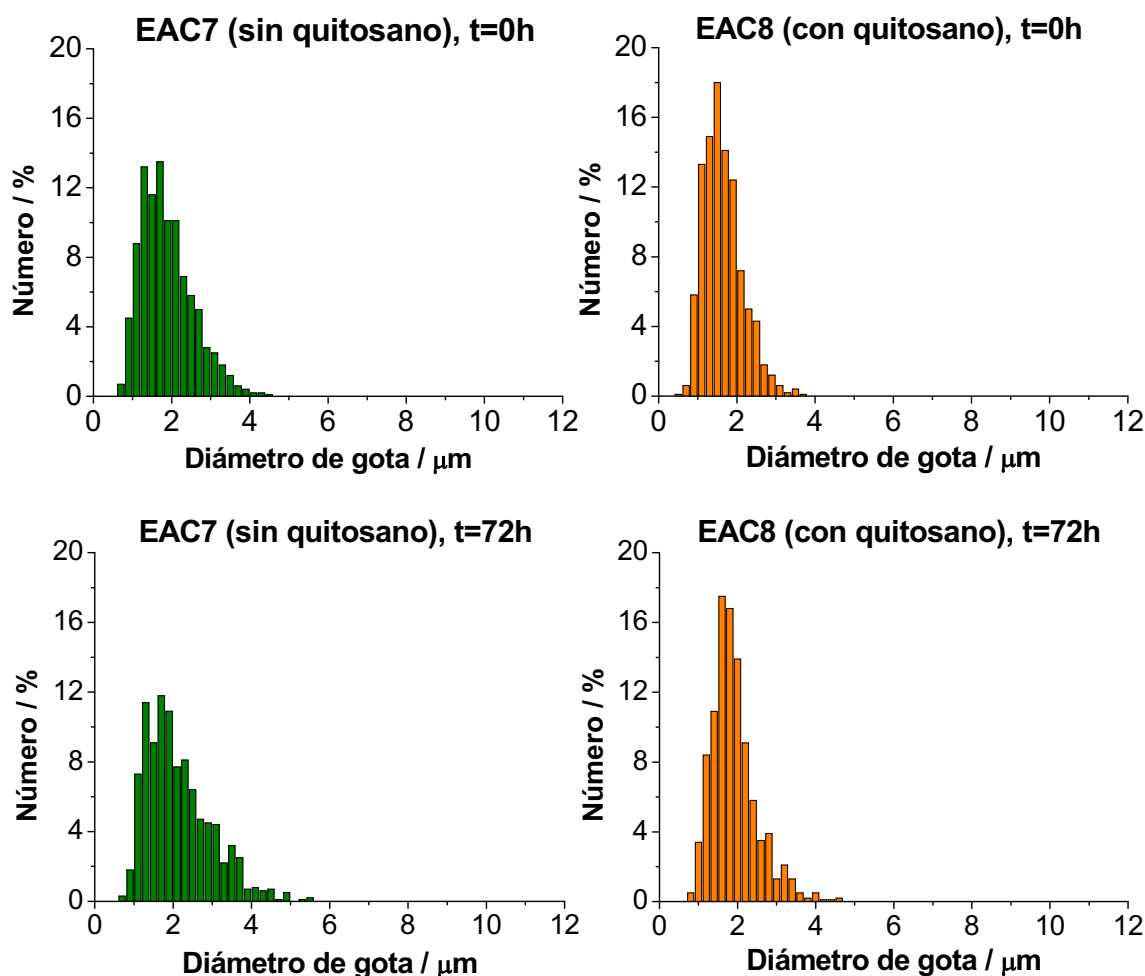 EAC7 (sin quitosano), t=0h
20
16
12
8
4
0
Número / %
0 2 4 6 8 10 12
Diámetro de gota / μm
EAC8 (con quitosano), t=0h
20
16
12
8
4
0
Número / %
0 2 4 6 8 10 12
Diámetro de gota / μm
EAC7 (sin quitosano), t=72h
20
16
12
8
4
0
Número / %
0 2 4 6 8 10 12
Diámetro de gota / μm
EAC8 (con quitosano), t=72h
20
16
12
8
4
0
Número / %
0 2 4 6 8 10 12
Diámetro de gota / μm